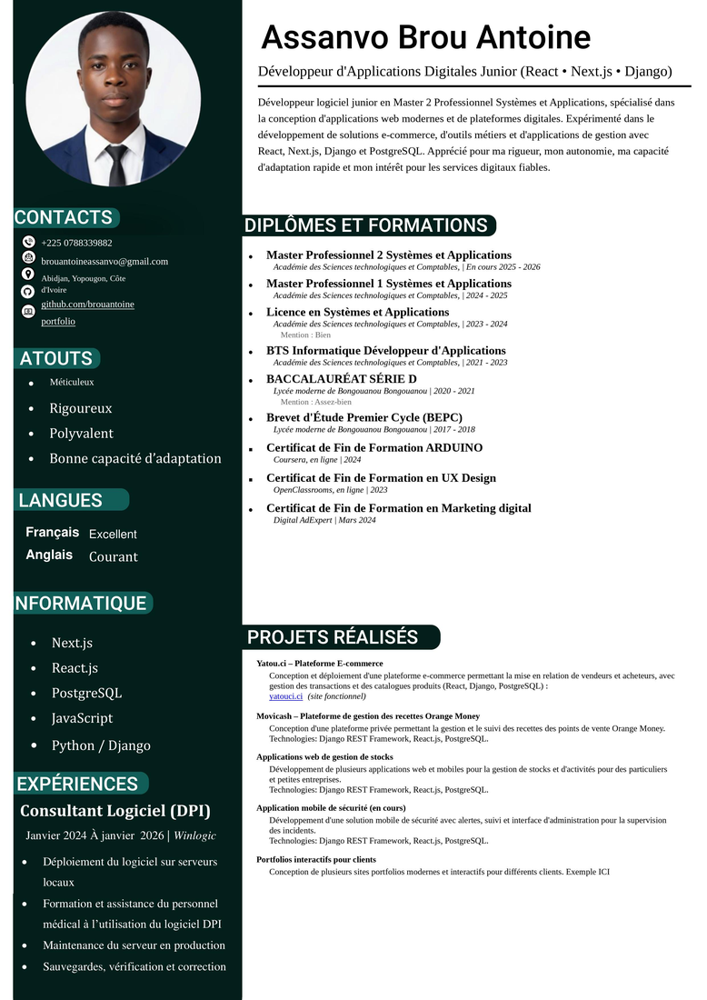 Assanvo Brou Antoine
Développeur d'Applications Digitales Junior (React • Next.js • Django)
Développeur logiciel junior en Master 2 Professionnel Systèmes et Applications, spécialisé dans
la conception d'applications web modernes et de plateformes digitales. Expérimenté dans le
développement de solutions e-commerce, d'outils métiers et d'applications de gestion avec
React, Next.js, Django et PostgreSQL. Apprécié pour ma rigueur, mon autonomie, ma capacité
d'adaptation rapide et mon intérêt pour les services digitaux fiables.
CONTACTS
+225 0788339882
brouantoineassanvo@gmail.com
Abidjan, Yopougon, Côte
d'Ivoire
github.com/brouantoine
portfolio
ATOUTS
• Méticuleux
• Rigoureux
• Polyvalent
• Bonne capacité d’adaptation
LANGUES
Français Excellent
Anglais Courant
NFORMATIQUE
• Next.js
• React.js
• PostgreSQL
• JavaScript
• Python / Django
EXPÉRIENCES
Consultant Logiciel (DPI)
Janvier 2024 À janvier 2026 | Winlogic
• Déploiement du logiciel sur serveurs
locaux
• Formation et assistance du personnel
médical à l’utilisation du logiciel DPI
• Maintenance du serveur en production
• Sauvegardes, vérification et correction
DIPLÔMES ET FORMATIONS
• Master Professionnel 2 Systèmes et Applications
Académie des Sciences technologiques et Comptables, | En cours 2025 - 2026
• Master Professionnel 1 Systèmes et Applications
Académie des Sciences technologiques et Comptables, | 2024 - 2025
• Licence en Systèmes et Applications
Académie des Sciences technologiques et Comptables, | 2023 - 2024
Mention : Bien
• BTS Informatique Développeur d'Applications
Académie des Sciences technologiques et Comptables, | 2021 - 2023
• BACCALAURÉAT SÉRIE D
Lycée moderne de Bongouanou Bongouanou | 2020 - 2021
Mention : Assez-bien
• Brevet d'Étude Premier Cycle (BEPC)
Lycée moderne de Bongouanou Bongouanou | 2017 - 2018
▪ Certificat de Fin de Formation ARDUINO
Coursera, en ligne | 2024
▪ Certificat de Fin de Formation en UX Design
OpenClassrooms, en ligne | 2023
• Certificat de Fin de Formation en Marketing digital
Digital AdExpert | Mars 2024
PROJETS RÉALISÉS
Yatou.ci – Plateforme E-commerce
Conception et déploiement d'une plateforme e-commerce permettant la mise en relation de vendeurs et acheteurs, avec
gestion des transactions et des catalogues produits (React, Django, PostgreSQL) :
yatouci.ci (site fonctionnel)
Movicash – Plateforme de gestion des recettes Orange Money
Conception d'une plateforme privée permettant la gestion et le suivi des recettes des points de vente Orange Money.
Technologies: Django REST Framework, React.js, PostgreSQL.
Applications web de gestion de stocks
Développement de plusieurs applications web et mobiles pour la gestion de stocks et d'activités pour des particuliers
et petites entreprises.
Technologies: Django REST Framework, React.js, PostgreSQL.
Application mobile de sécurité (en cours)
Développement d'une solution mobile de sécurité avec alertes, suivi et interface d'administration pour la supervision
des incidents.
Technologies: Django REST Framework, React.js, PostgreSQL.
Portfolios interactifs pour clients
Conception de plusieurs sites portfolios modernes et interactifs pour différents clients. Exemple ICI